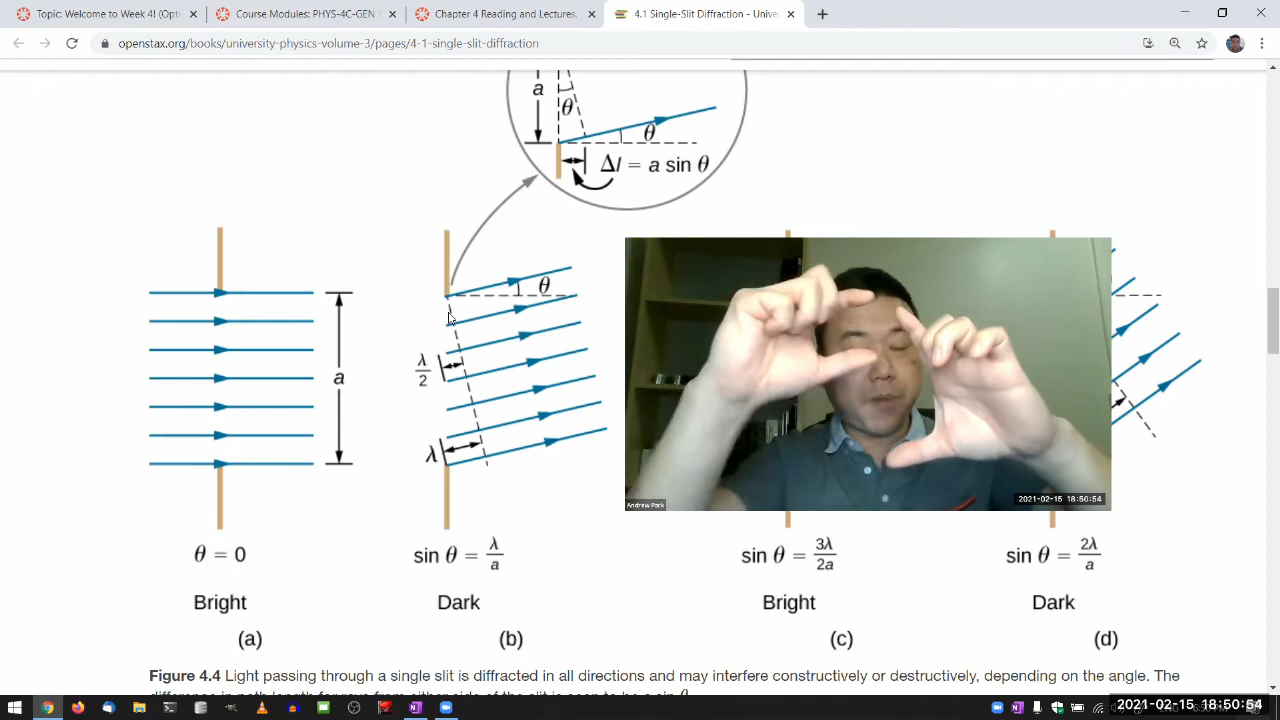 Topic: Welcome to Week 4 (Opti
Course Modules: PHYS-4C-GEN F
Chapter 4 Reading and Lectures,
4.1 Single-Slit Diffraction - Unive
openstax.org/books/university-physics-volume-3/pages/4-1-single-slit-diffraction
a
θ
θ
Δl = a sin θ
a
θ
λ/2
λ
Andrew Park
2021-02-15 18:50:54
θ = 0
sin θ = λ/a
sin θ = 3λ/2a
sin θ = 2λ/a
Bright
Dark
Bright
Dark
(a)
(b)
(c)
(d)
Figure 4.4 Light passing through a single slit is diffracted in all directions and may interfere constructively or destructively, depending on the angle. The
2021-02-15 18:50:54